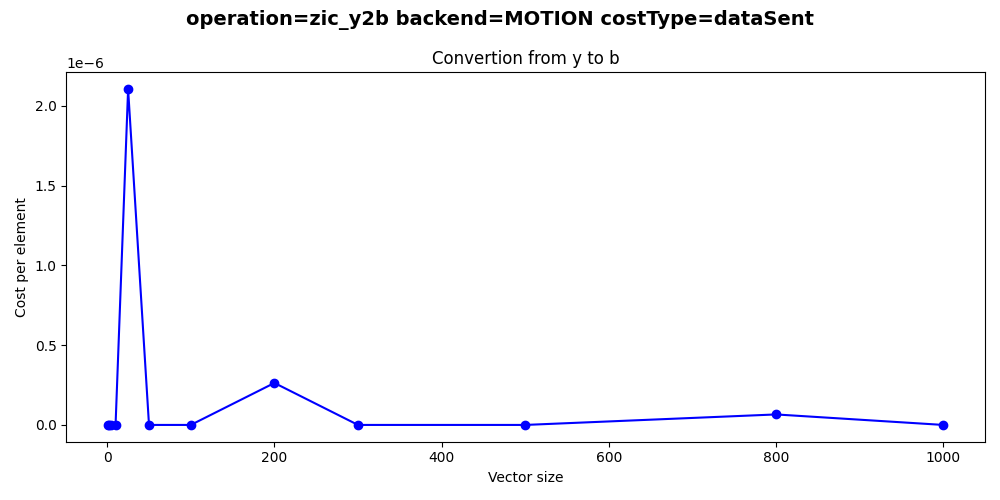 operation=zic_y2b backend=MOTION costType=dataSent
Convertion from y to b
1e−6
2.0
1.5
1.0
0.5
0.0
Cost per element
0 200 400 600 800 1000
Vector size